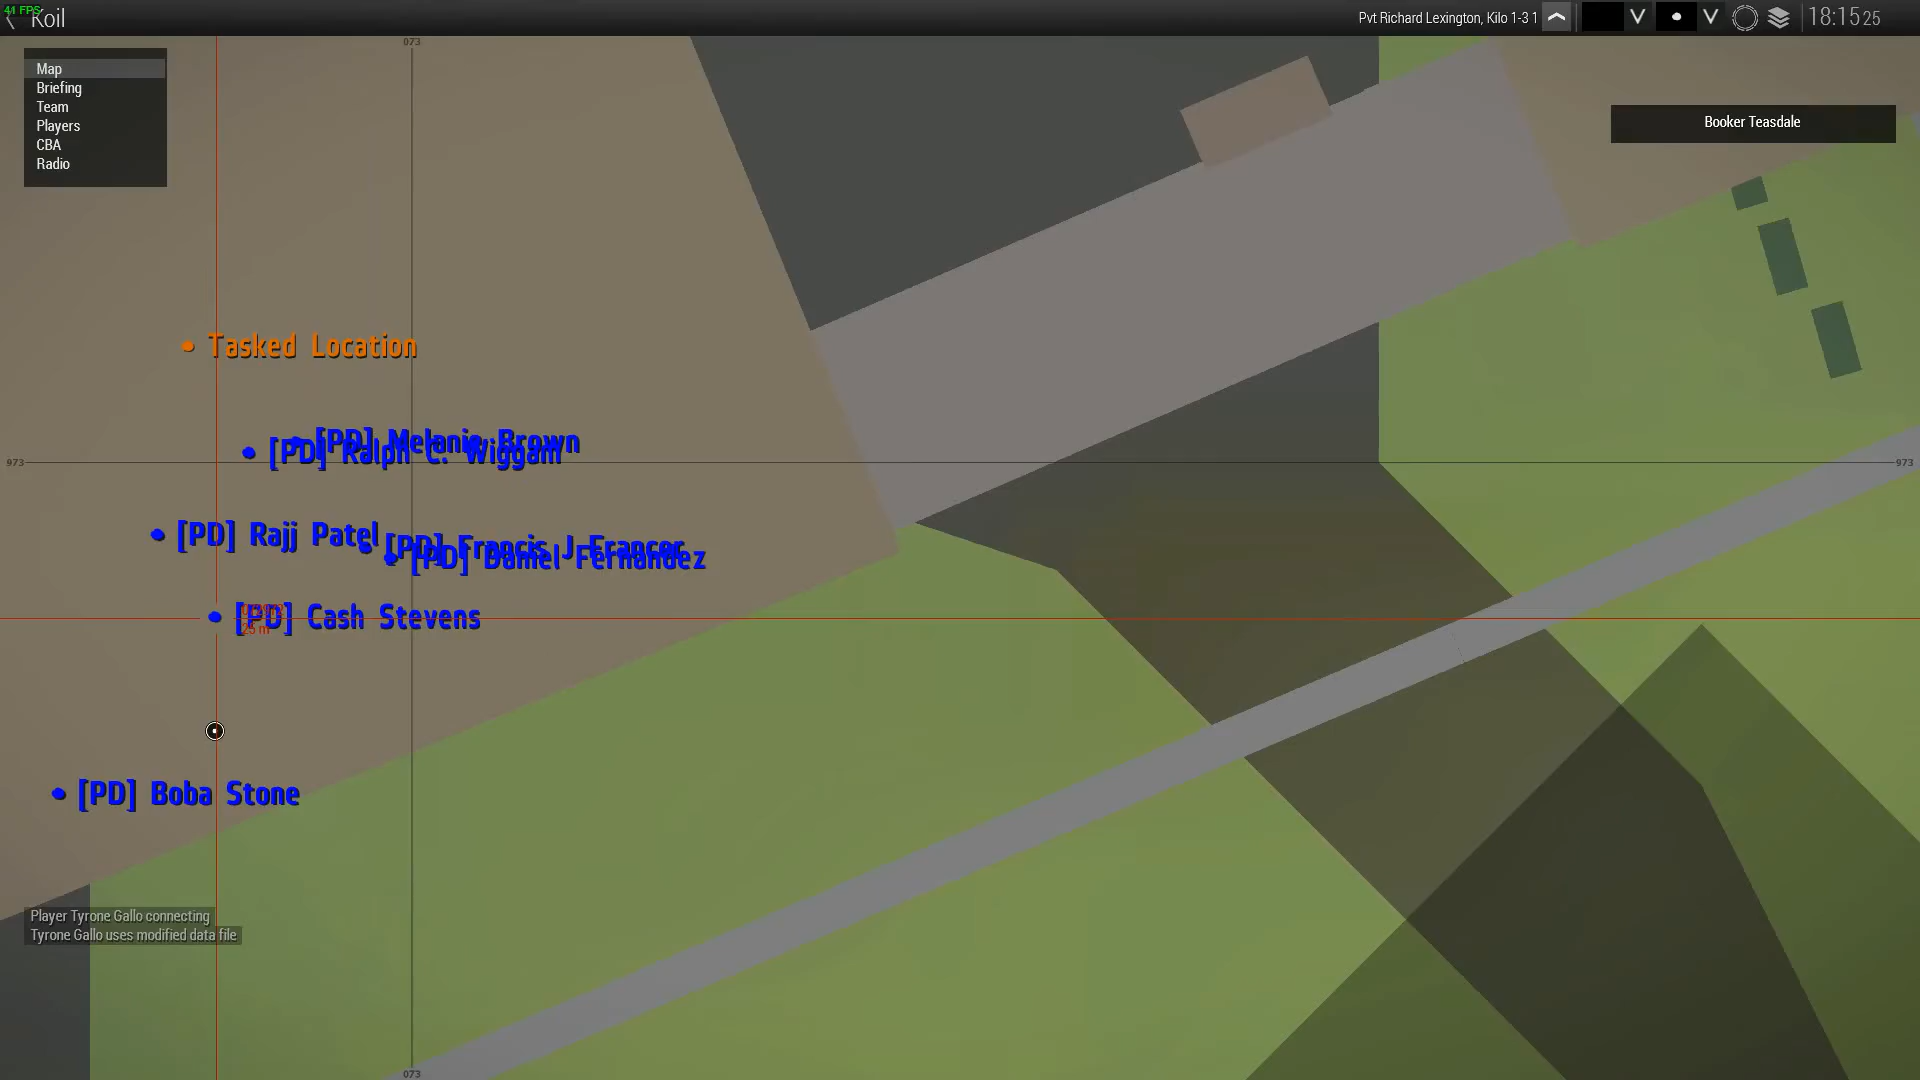 44 FPS
Koil
Pvt Richard Lexington, Kilo 1-3 1
18:15 25
073
Map
Briefing
Team
Players
CBA
Radio
Booker Teasdale
Tasked Location
[PD] Melanie Brown
[PD] Ralph C. Wiggam
973
973
[PD] Rajj Patel
[PD] Francis J Francer
[PD] Daniel Fernandez
[PD] Cash Stevens
25 m
[PD] Boba Stone
Player Tyrone Gallo connecting
Tyrone Gallo uses modified data file
073